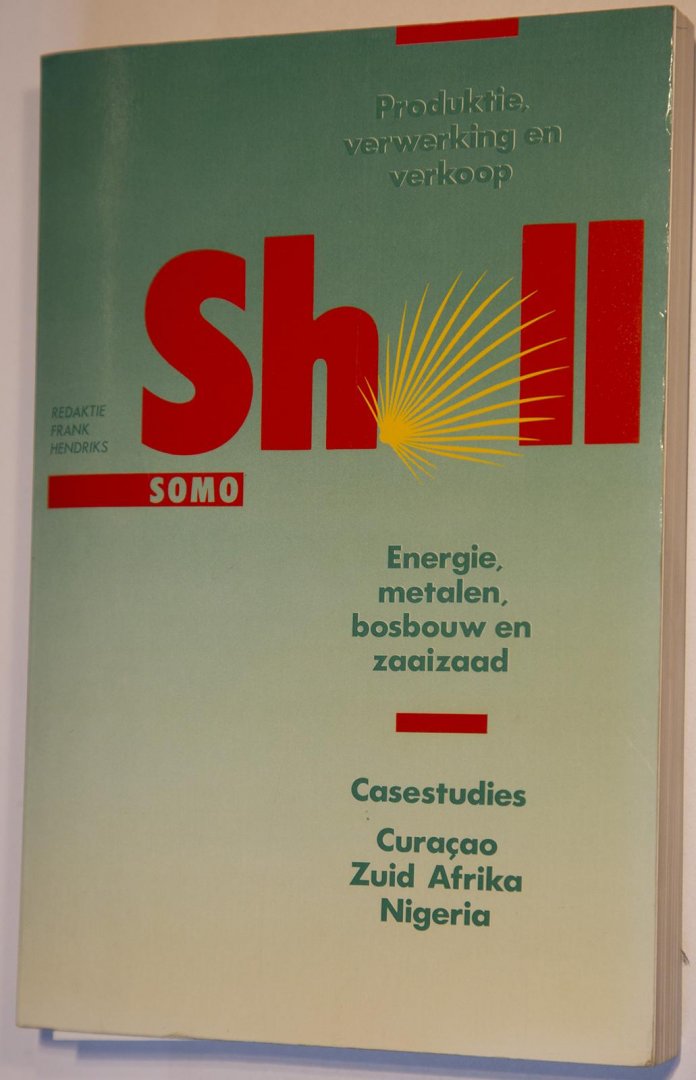 Produktie,
verwerking en
verkoop
Shell
REDAKTIE
FRANK
HENDRIKS
SOMO
Energie,
metalen,
bosbouw en
zaaizaad
Casestudies
Curaçao
Zuid Afrika
Nigeria